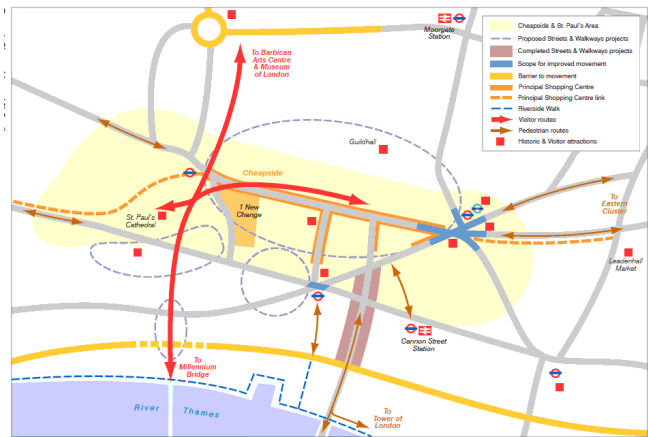 Moorgate
Station
Cheapside & St. Paul's Area
Proposed Streets & Walkways projects
Completed Streets & Walkways projects
Scope for improved movement
Barrier to movement
Principal Shopping Centre
Principal Shopping Centre link
Riverside Walk
Visitor routes
Pedestrian routes
Historic & Visitor attractions
To Barbican
Arts Centre
& Museum
of London
Guildhall
Cheapside
1 New
Change
St. Paul's
Cathedral
To
Eastern
Cluster
Leadenhall
Market
Cannon Street
Station
To
Millennium
Bridge
River Thames
To
Tower of
London